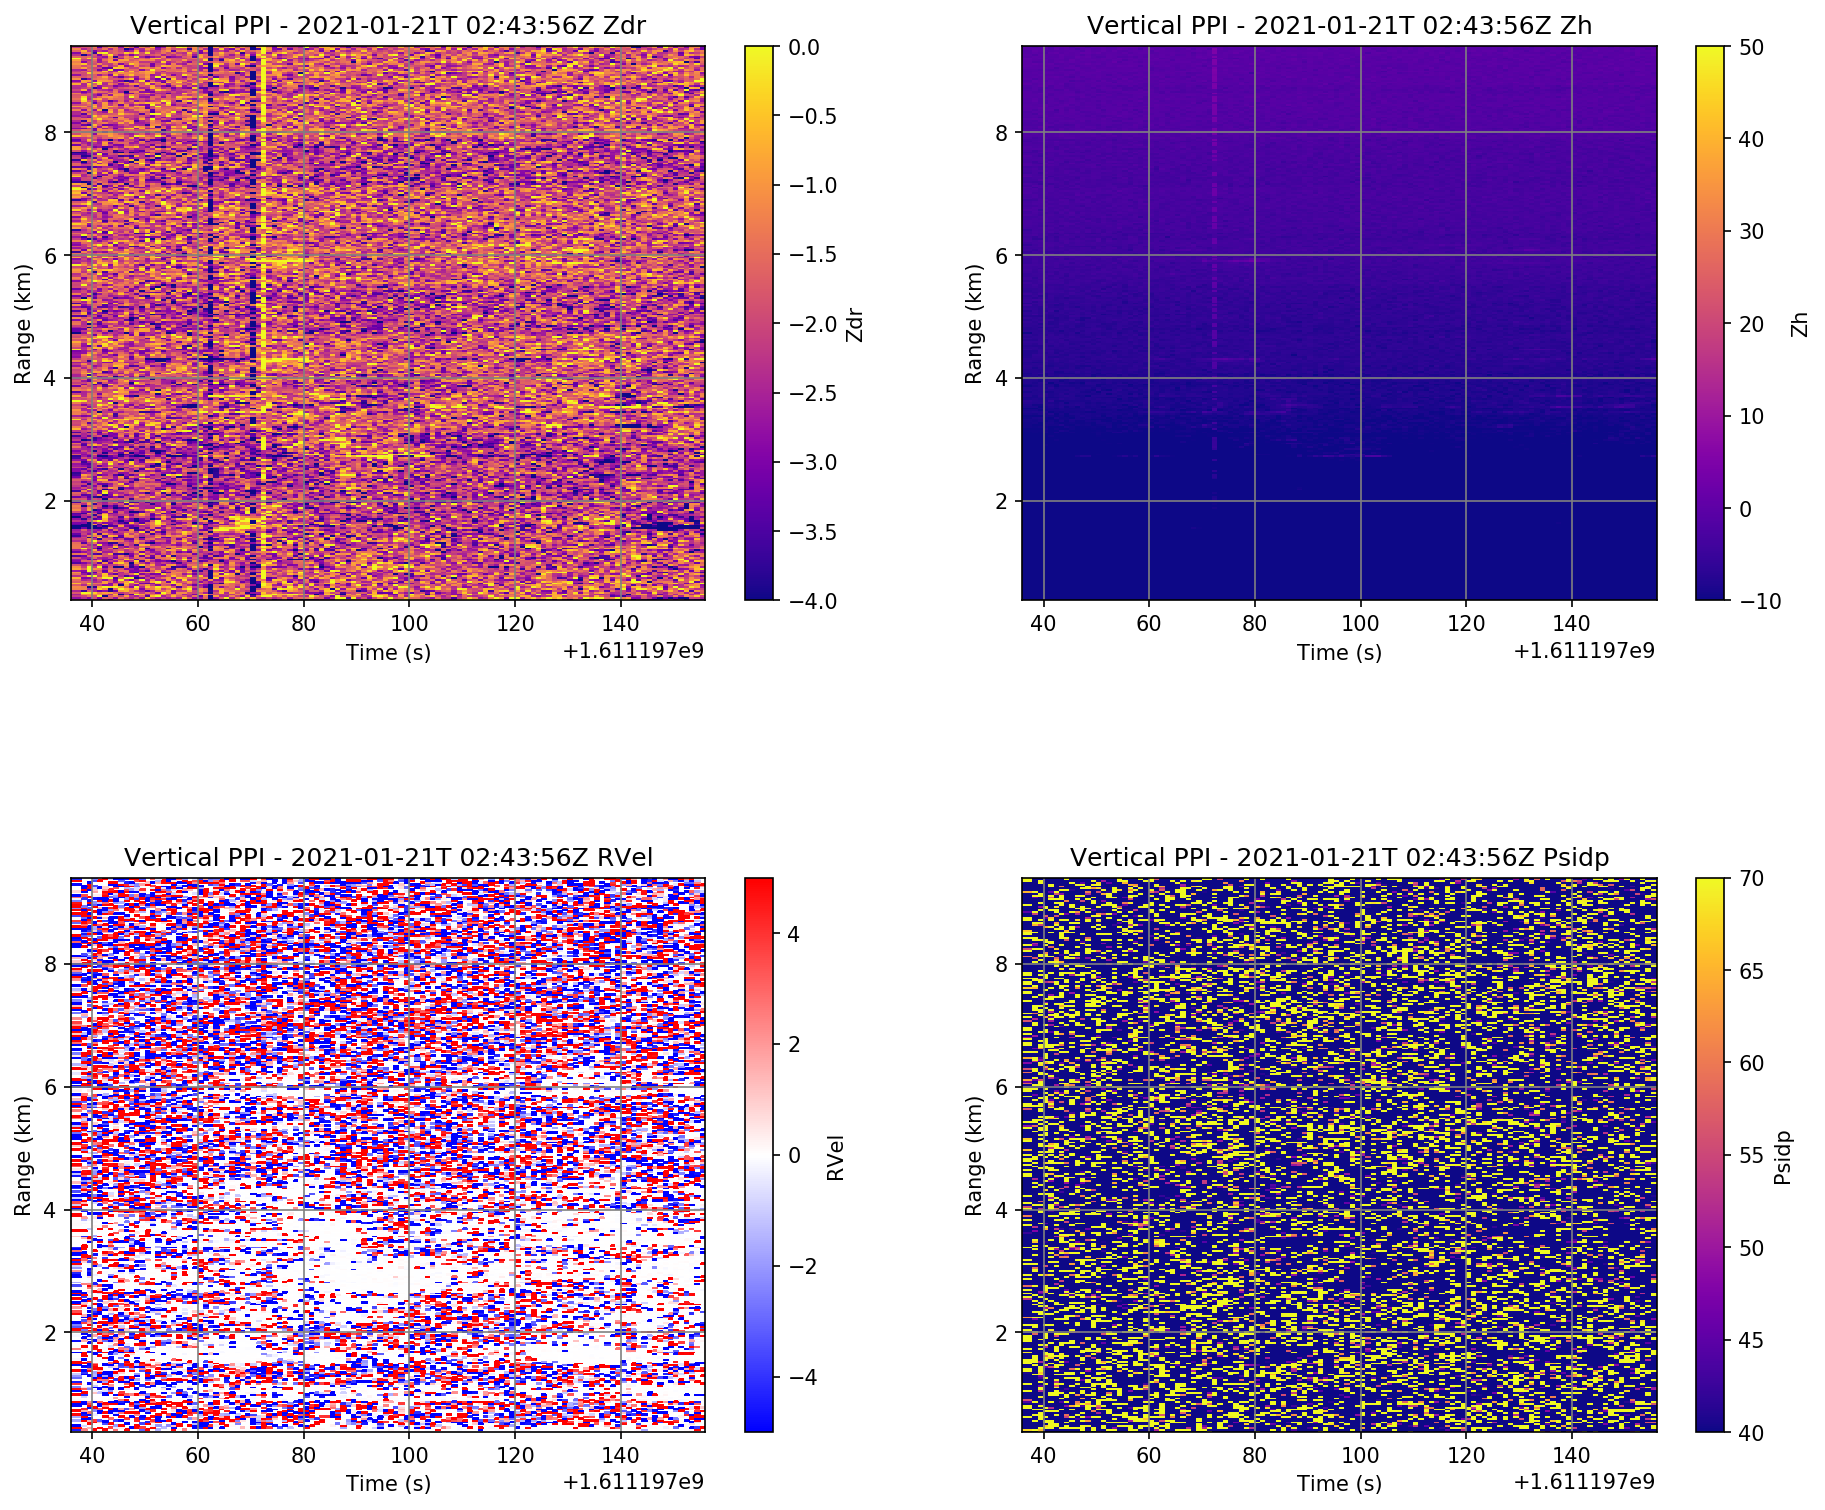 Vertical PPI - 2021-01-21T 02:43:56Z Zdr
8
6
4
2
Range (km)
40 60 80 100 120 140
Time (s)
+1.611197e9
0.0
−0.5
−1.0
−1.5
−2.0
−2.5
−3.0
−3.5
−4.0
Zdr
Vertical PPI - 2021-01-21T 02:43:56Z Zh
8
6
4
2
Range (km)
40 60 80 100 120 140
Time (s)
+1.611197e9
50
40
30
20
10
0
−10
Zh
Vertical PPI - 2021-01-21T 02:43:56Z RVel
8
6
4
2
Range (km)
40 60 80 100 120 140
Time (s)
+1.611197e9
4
2
0
−2
−4
RVel
Vertical PPI - 2021-01-21T 02:43:56Z Psidp
8
6
4
2
Range (km)
40 60 80 100 120 140
Time (s)
+1.611197e9
70
65
60
55
50
45
40
Psidp